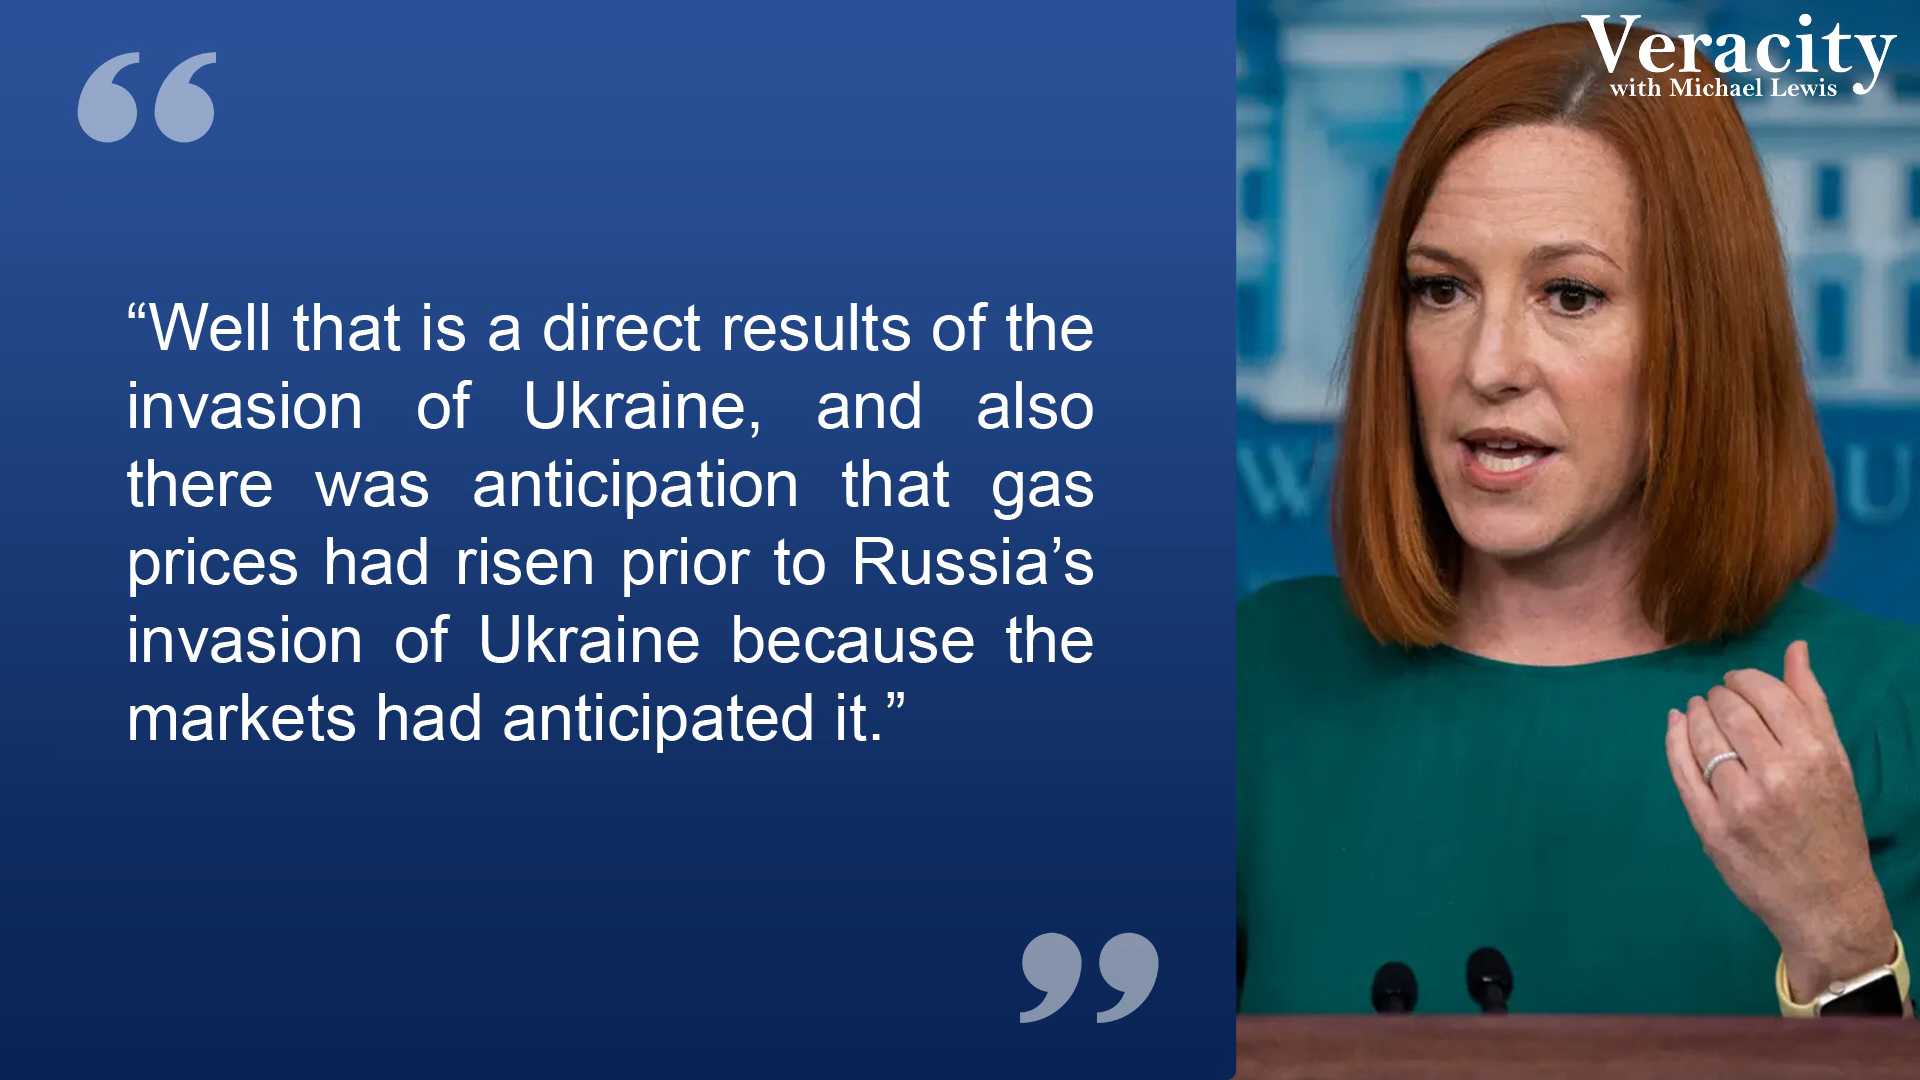 Veracity
with Michael Lewis
“Well that is a direct results of the
invasion of Ukraine, and also
there was anticipation that gas
prices had risen prior to Russia’s
invasion of Ukraine because the
markets had anticipated it.”
W
U